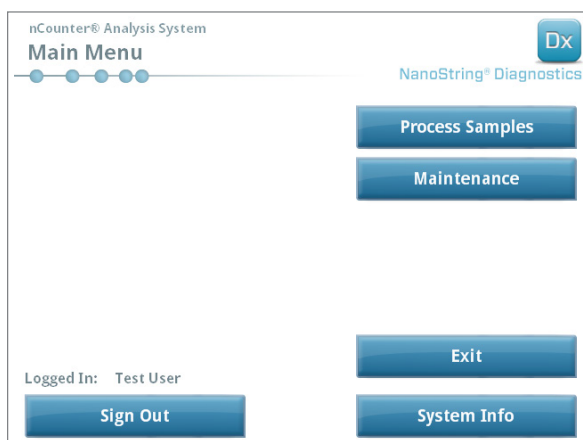 nCounter® Analysis System
Main Menu
Dx
NanoString® Diagnostics
Process Samples
Maintenance
Exit
Logged In: Test User
Sign Out
System Info